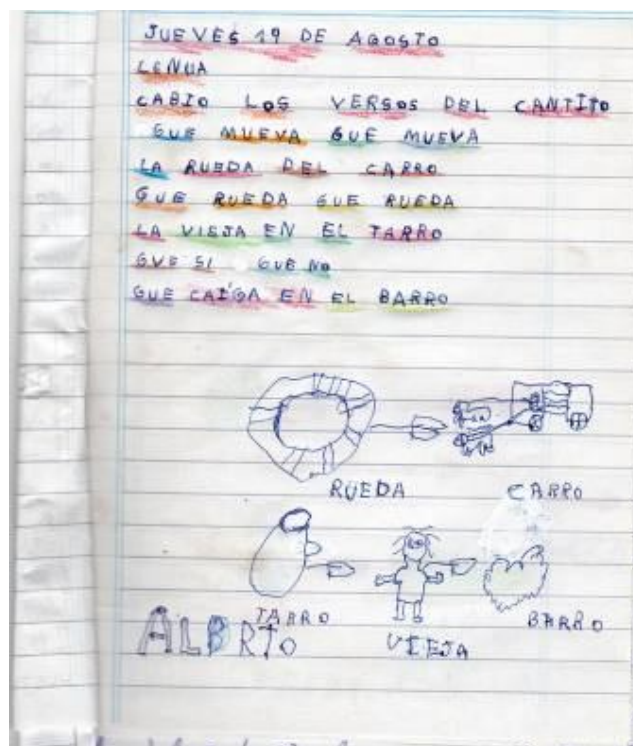 JUEVES 19 DE AGOSTO
LENUA
CABIO LOS VERSOS DEL CANTITO
GUE MUEVA GUE MUEVA
LA RUEDA DEL CARRO
GUE RUEDA GUE RUEDA
LA VIEJA EN EL TARRO
GUE SI GUE NO
GUE CAÍGA EN EL BARRO
RUEDA CARRO
TARRO VIEJA BARRO
ALBRTO